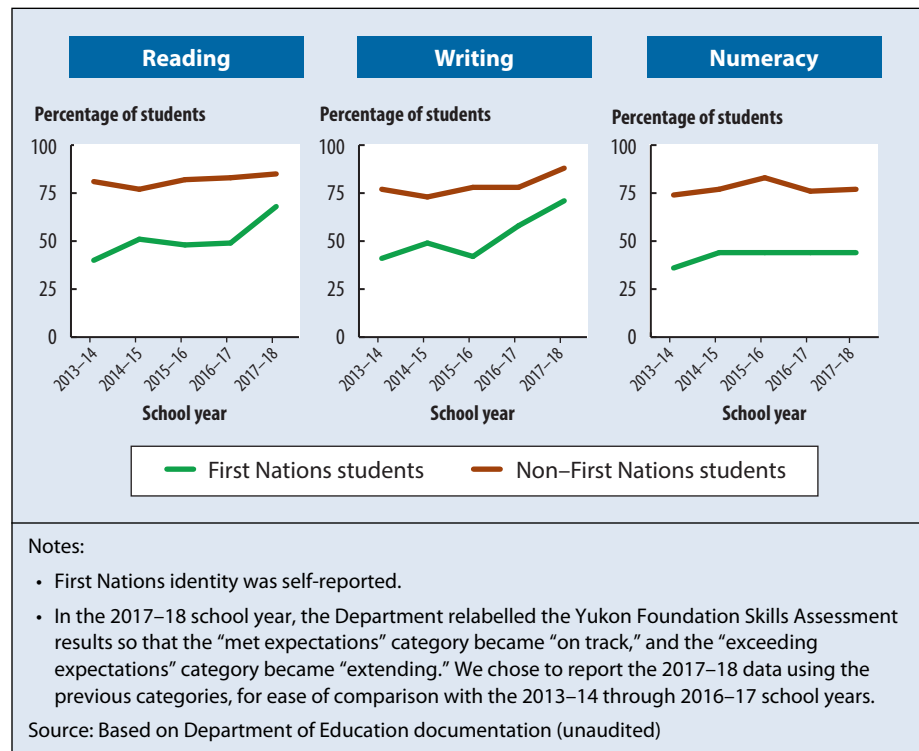 Reading
Writing
Numeracy
Percentage of students
Percentage of students
Percentage of students
100
75
50
25
0
2013–14
2014–15
2015–16
2016–17
2017–18
School year
100
75
50
25
0
2013–14
2014–15
2015–16
2016–17
2017–18
School year
100
75
50
25
0
2013–14
2014–15
2015–16
2016–17
2017–18
School year
First Nations students
Non–First Nations students
Notes:
• First Nations identity was self-reported.
• In the 2017–18 school year, the Department relabelled the Yukon Foundation Skills Assessment
results so that the “met expectations” category became “on track,” and the “exceeding
expectations” category became “extending.” We chose to report the 2017–18 data using the
previous categories, for ease of comparison with the 2013–14 through 2016–17 school years.
Source: Based on Department of Education documentation (unaudited)